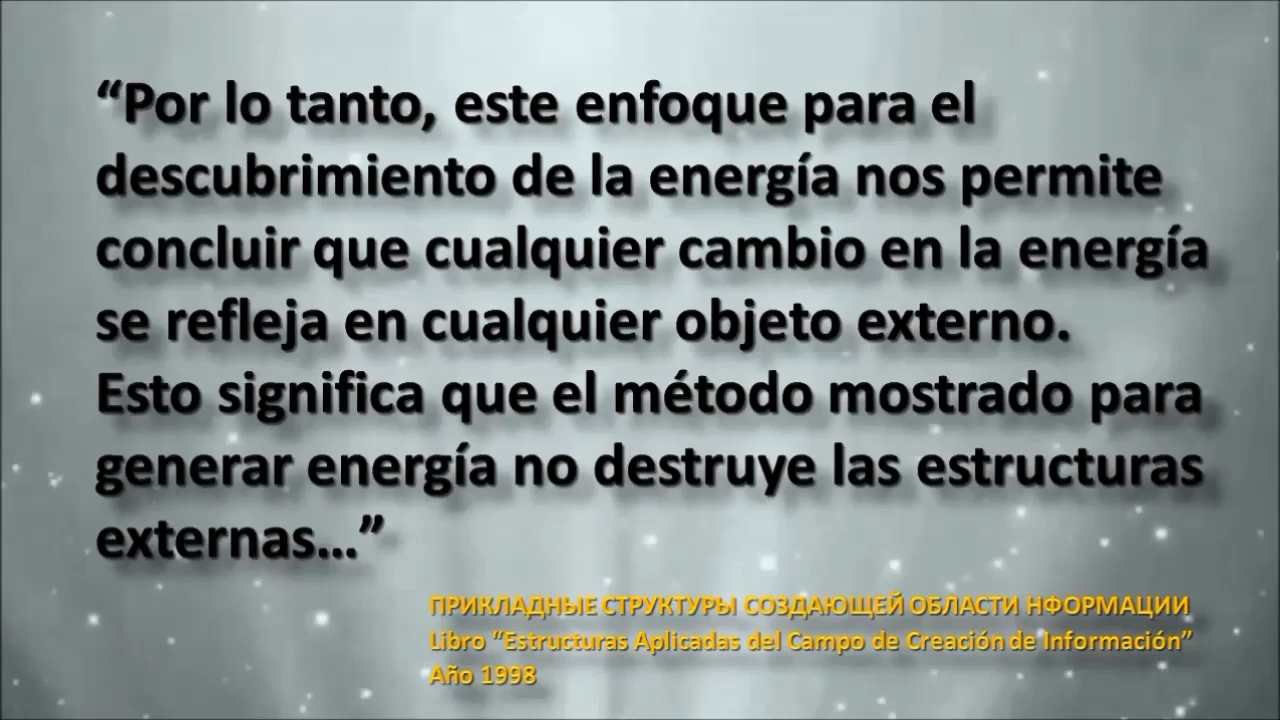 “Por lo tanto, este enfoque para el
descubrimiento de la energía nos permite
concluir que cualquier cambio en la energía
se refleja en cualquier objeto externo.
Esto significa que el método mostrado para
generar energía no destruye las estructuras
externas…”
ПРИКЛАДНЫЕ СТРУКТУРЫ СОЗДАЮЩЕЙ ОБЛАСТИ НФОРМАЦИИ
Libro “Estructuras Aplicadas del Campo de Creación de Información”
Año 1998